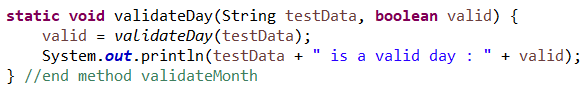 static void validateDay(String testData, boolean valid) {
    valid = validateDay(testData);
    System.out.println(testData + " is a valid day : " + valid);
} //end method validateMonth